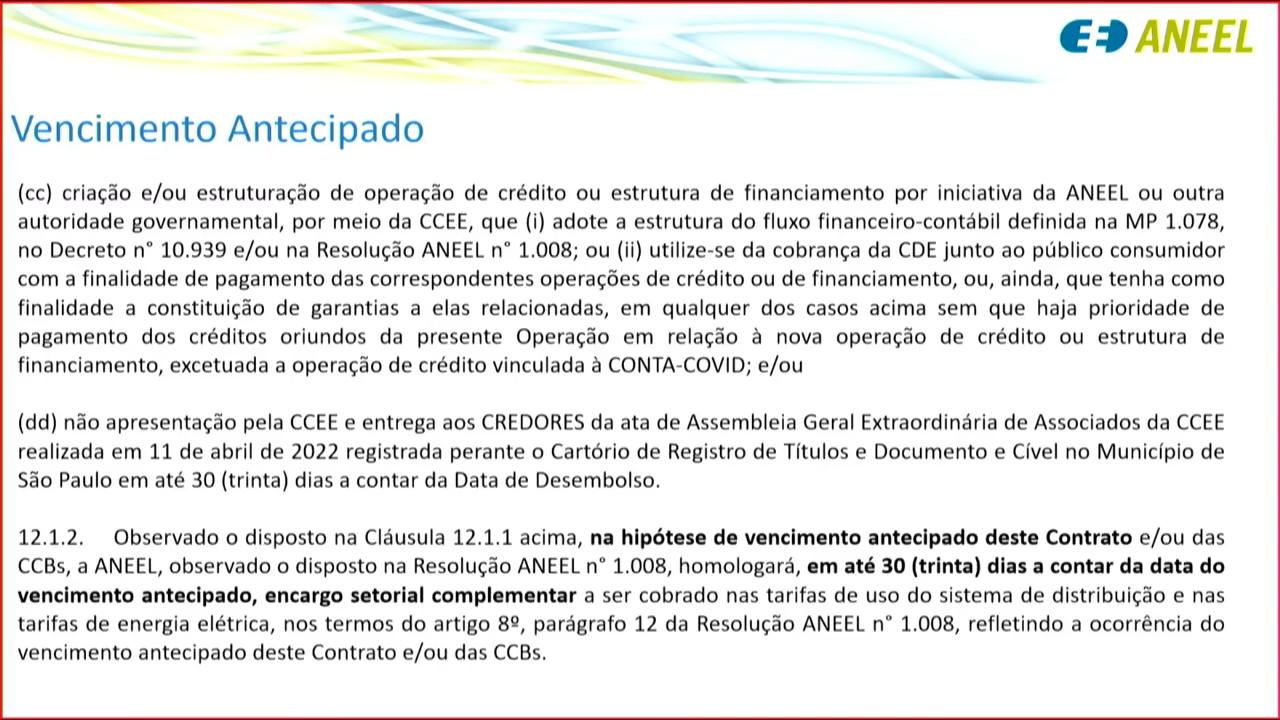 ANEEL
Vencimento Antecipado
(cc) criação e/ou estruturação de operação de crédito ou estrutura de financiamento por iniciativa da ANEEL ou outra
autoridade governamental, por meio da CCEE, que (i) adote a estrutura do fluxo financeiro-contábil definida na MP 1.078,
no Decreto n° 10.939 e/ou na Resolução ANEEL n° 1.008; ou (ii) utilize-se da cobrança da CDE junto ao público consumidor
com a finalidade de pagamento das correspondentes operações de crédito ou de financiamento, ou, ainda, que tenha como
finalidade a constituição de garantias a elas relacionadas, em qualquer dos casos acima sem que haja prioridade de
pagamento dos créditos oriundos da presente Operação em relação à nova operação de crédito ou estrutura de
financiamento, excetuada a operação de crédito vinculada à CONTA-COVID; e/ou
(dd) não apresentação pela CCEE e entrega aos CREDORES da ata de Assembleia Geral Extraordinária de Associados da CCEE
realizada em 11 de abril de 2022 registrada perante o Cartório de Registro de Títulos e Documento e Cível no Município de
São Paulo em até 30 (trinta) dias a contar da Data de Desembolso.
12.1.2. Observado o disposto na Cláusula 12.1.1 acima, na hipótese de vencimento antecipado deste Contrato e/ou das
CCBs, a ANEEL, observado o disposto na Resolução ANEEL n° 1.008, homologará, em até 30 (trinta) dias a contar da data do
vencimento antecipado, encargo setorial complementar a ser cobrado nas tarifas de uso do sistema de distribuição e nas
tarifas de energia elétrica, nos termos do artigo 8º, parágrafo 12 da Resolução ANEEL n° 1.008, refletindo a ocorrência do
vencimento antecipado deste Contrato e/ou das CCBs.